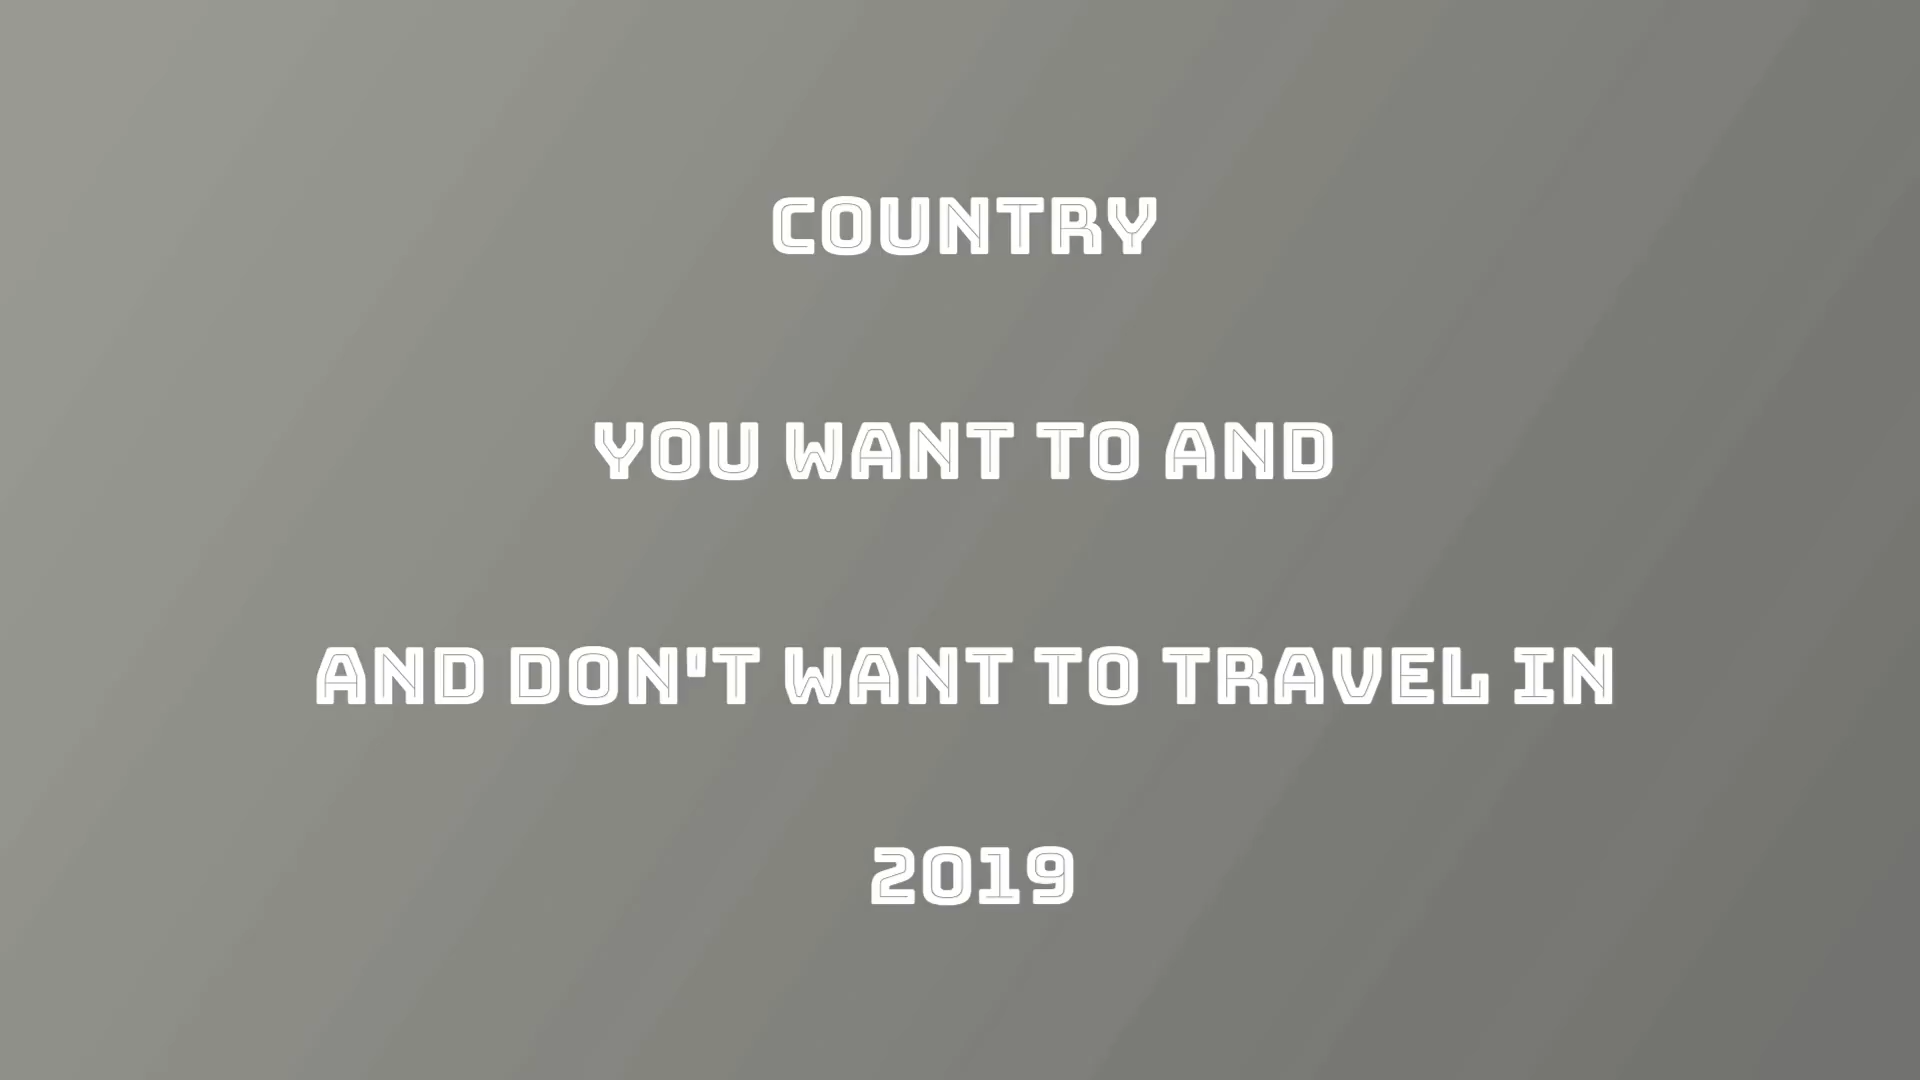 COUNTRY
YOU WANT TO AND
AND DON'T WANT TO TRAVEL IN
2019